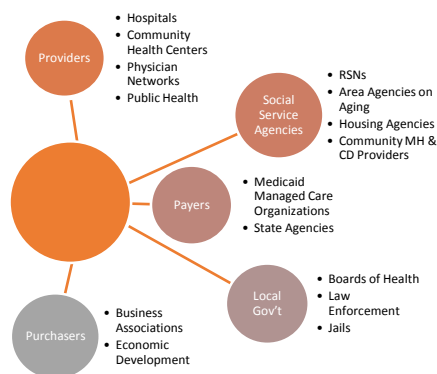 Providers
• Hospitals
• Community
Health Centers
• Physician
Networks
• Public Health
Social
Service
Agencies
• RSNs
• Area Agencies on
Aging
• Housing Agencies
• Community MH &
CD Providers
Payers
• Medicaid
Managed Care
Organizations
• State Agencies
Local
Gov't
• Boards of Health
• Law
Enforcement
• Jails
Purchasers
• Business
Associations
• Economic
Development